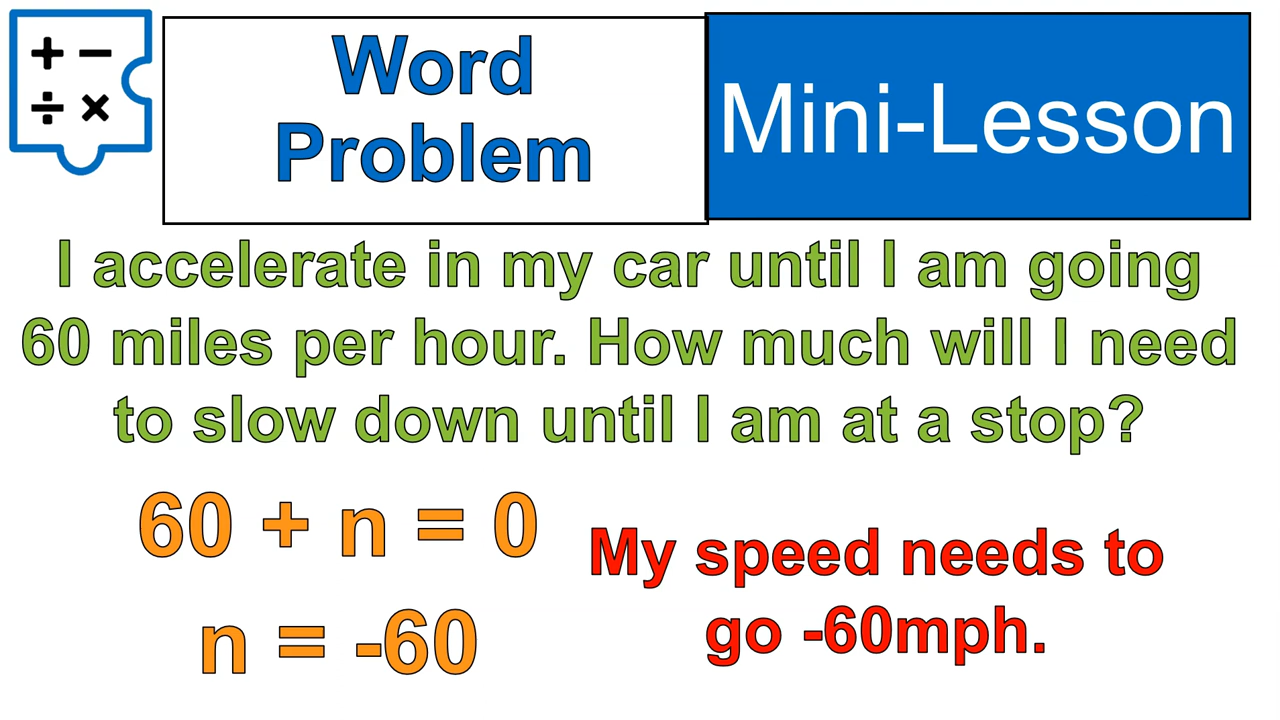 + −
÷ ×
Word
Problem
Mini-Lesson
I accelerate in my car until I am going
60 miles per hour. How much will I need
to slow down until I am at a stop?
60 + n = 0
n = -60
My speed needs to
go -60mph.